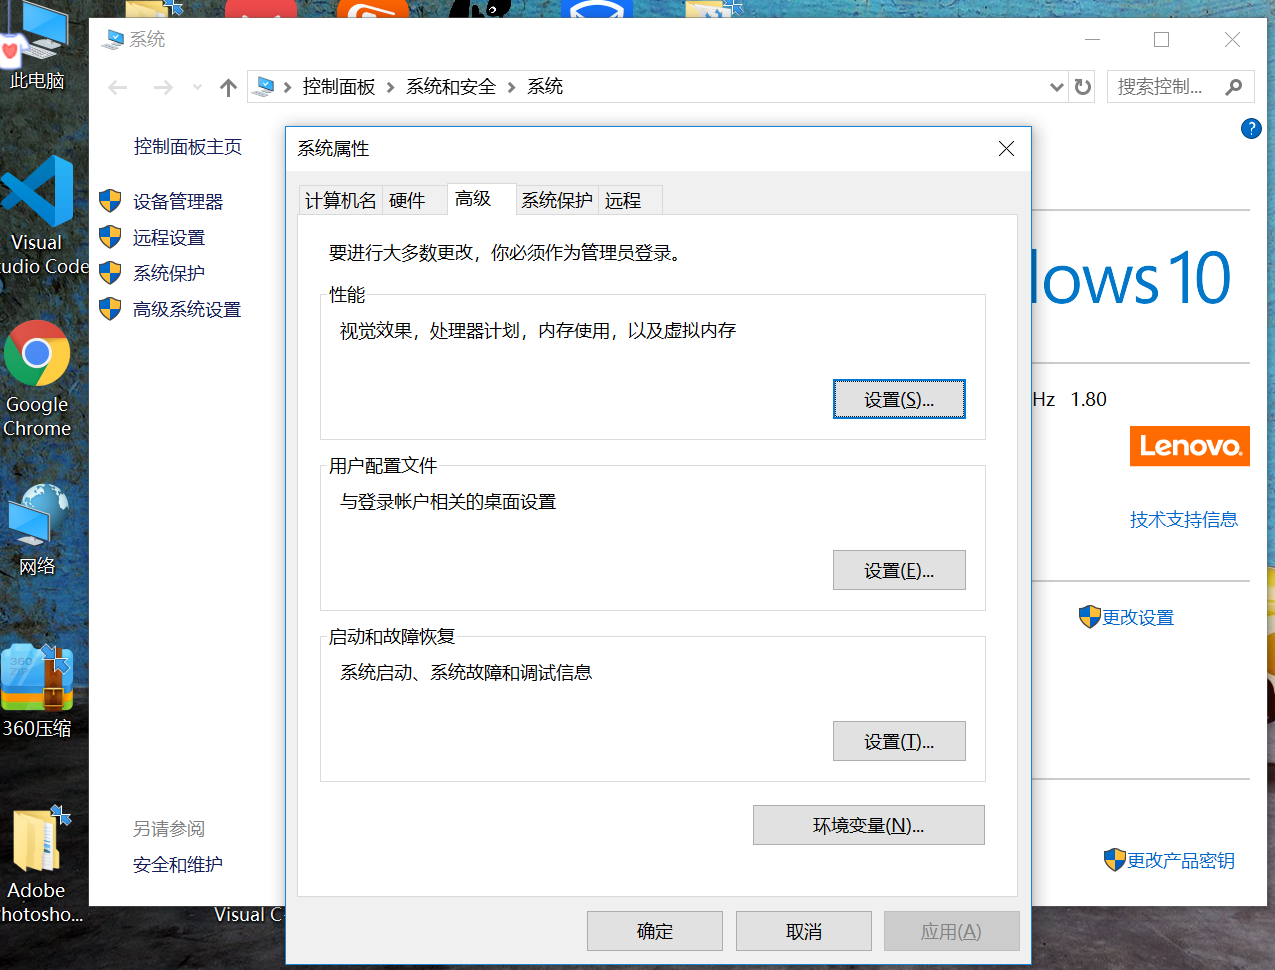 此电脑
Visual
udio Code
Google
Chrome
网络
360
ZIP
360压缩
Adobe
hotosho...
Visual C
系统
控制面板 > 系统和安全 > 系统
搜索控制...
?
控制面板主页
设备管理器
远程设置
系统保护
高级系统设置
另请参阅
安全和维护
系统属性
计算机名 硬件 高级 系统保护 远程
要进行大多数更改，你必须作为管理员登录。
性能
视觉效果，处理器计划，内存使用，以及虚拟内存
设置(S)...
用户配置文件
与登录帐户相关的桌面设置
设置(E)...
启动和故障恢复
系统启动、系统故障和调试信息
设置(T)...
环境变量(N)...
确定 取消 应用(A)
dows 10
Hz 1.80
Lenovo.
技术支持信息
更改设置
更改产品密钥